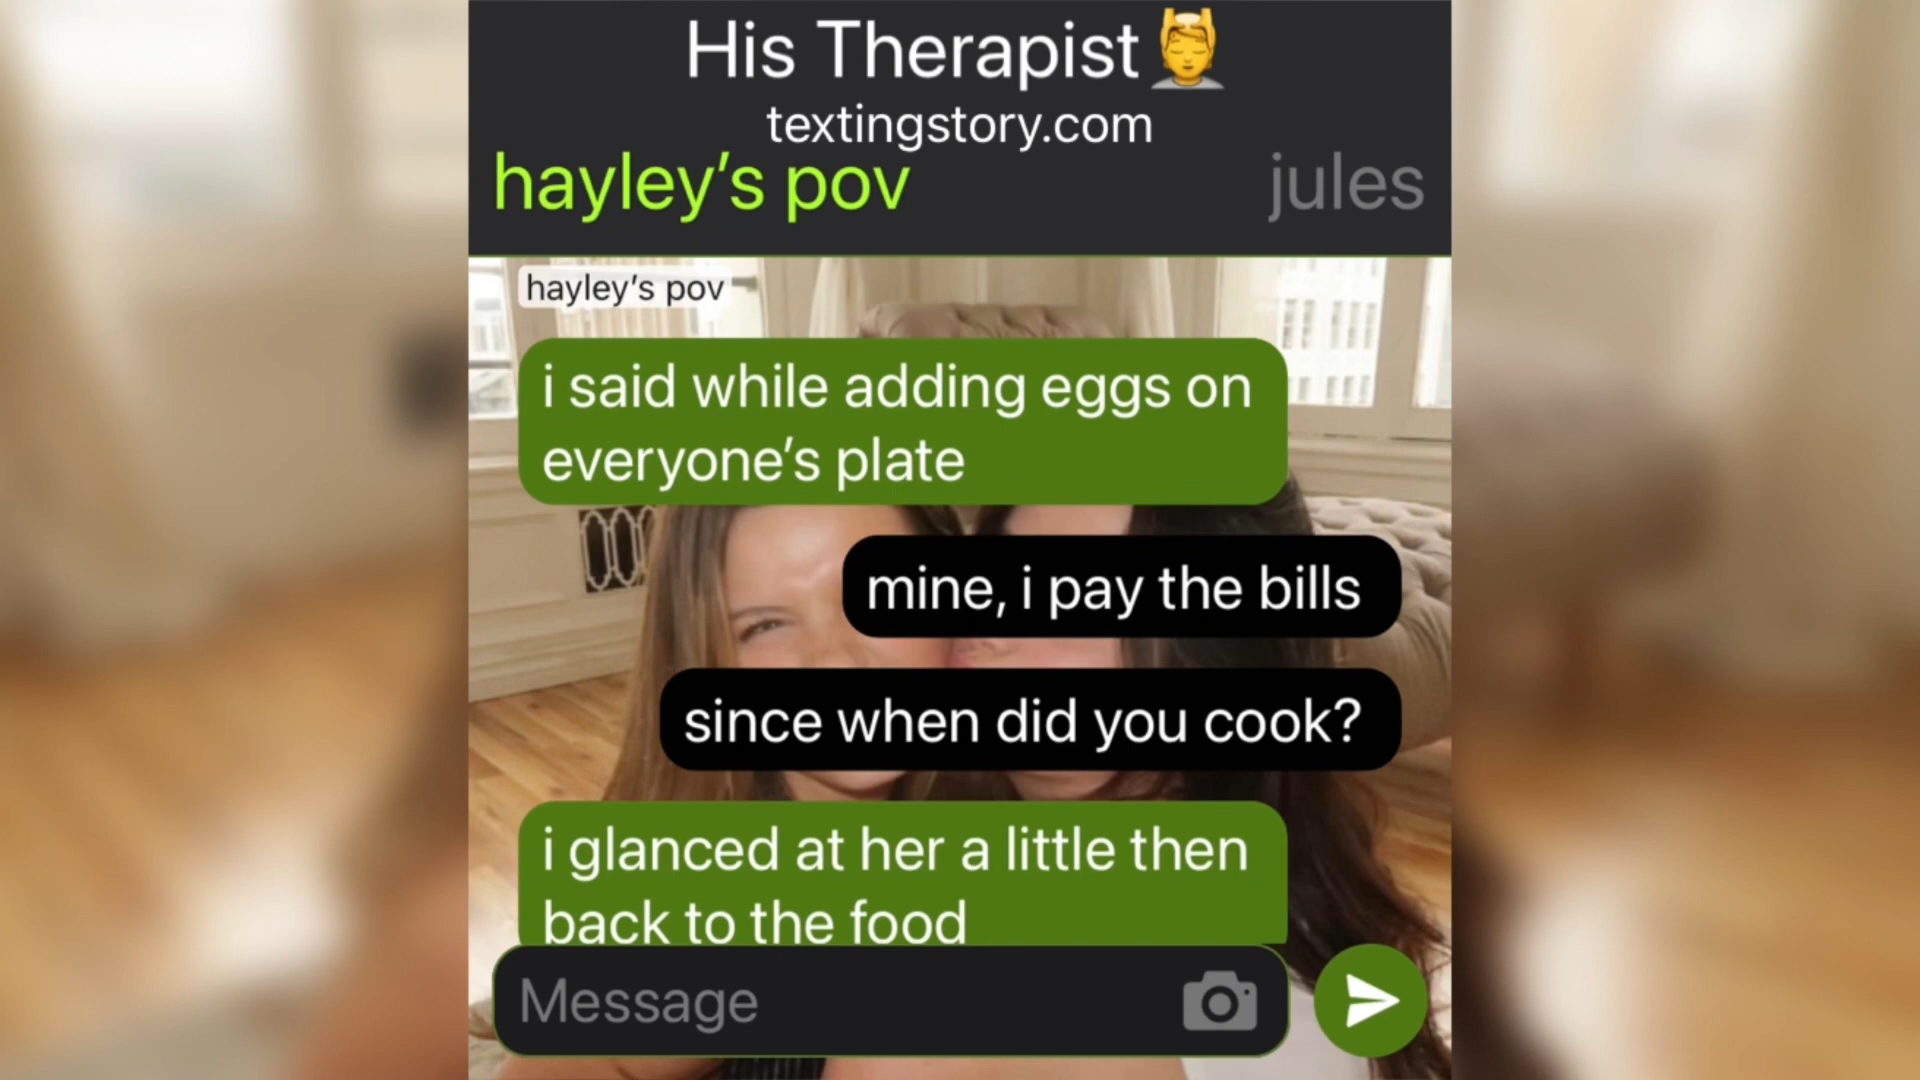 His Therapist💆
textingstory.com
hayley’s pov
jules
hayley’s pov
i said while adding eggs on
everyone’s plate
mine, i pay the bills
since when did you cook?
i glanced at her a little then
back to the food
Message